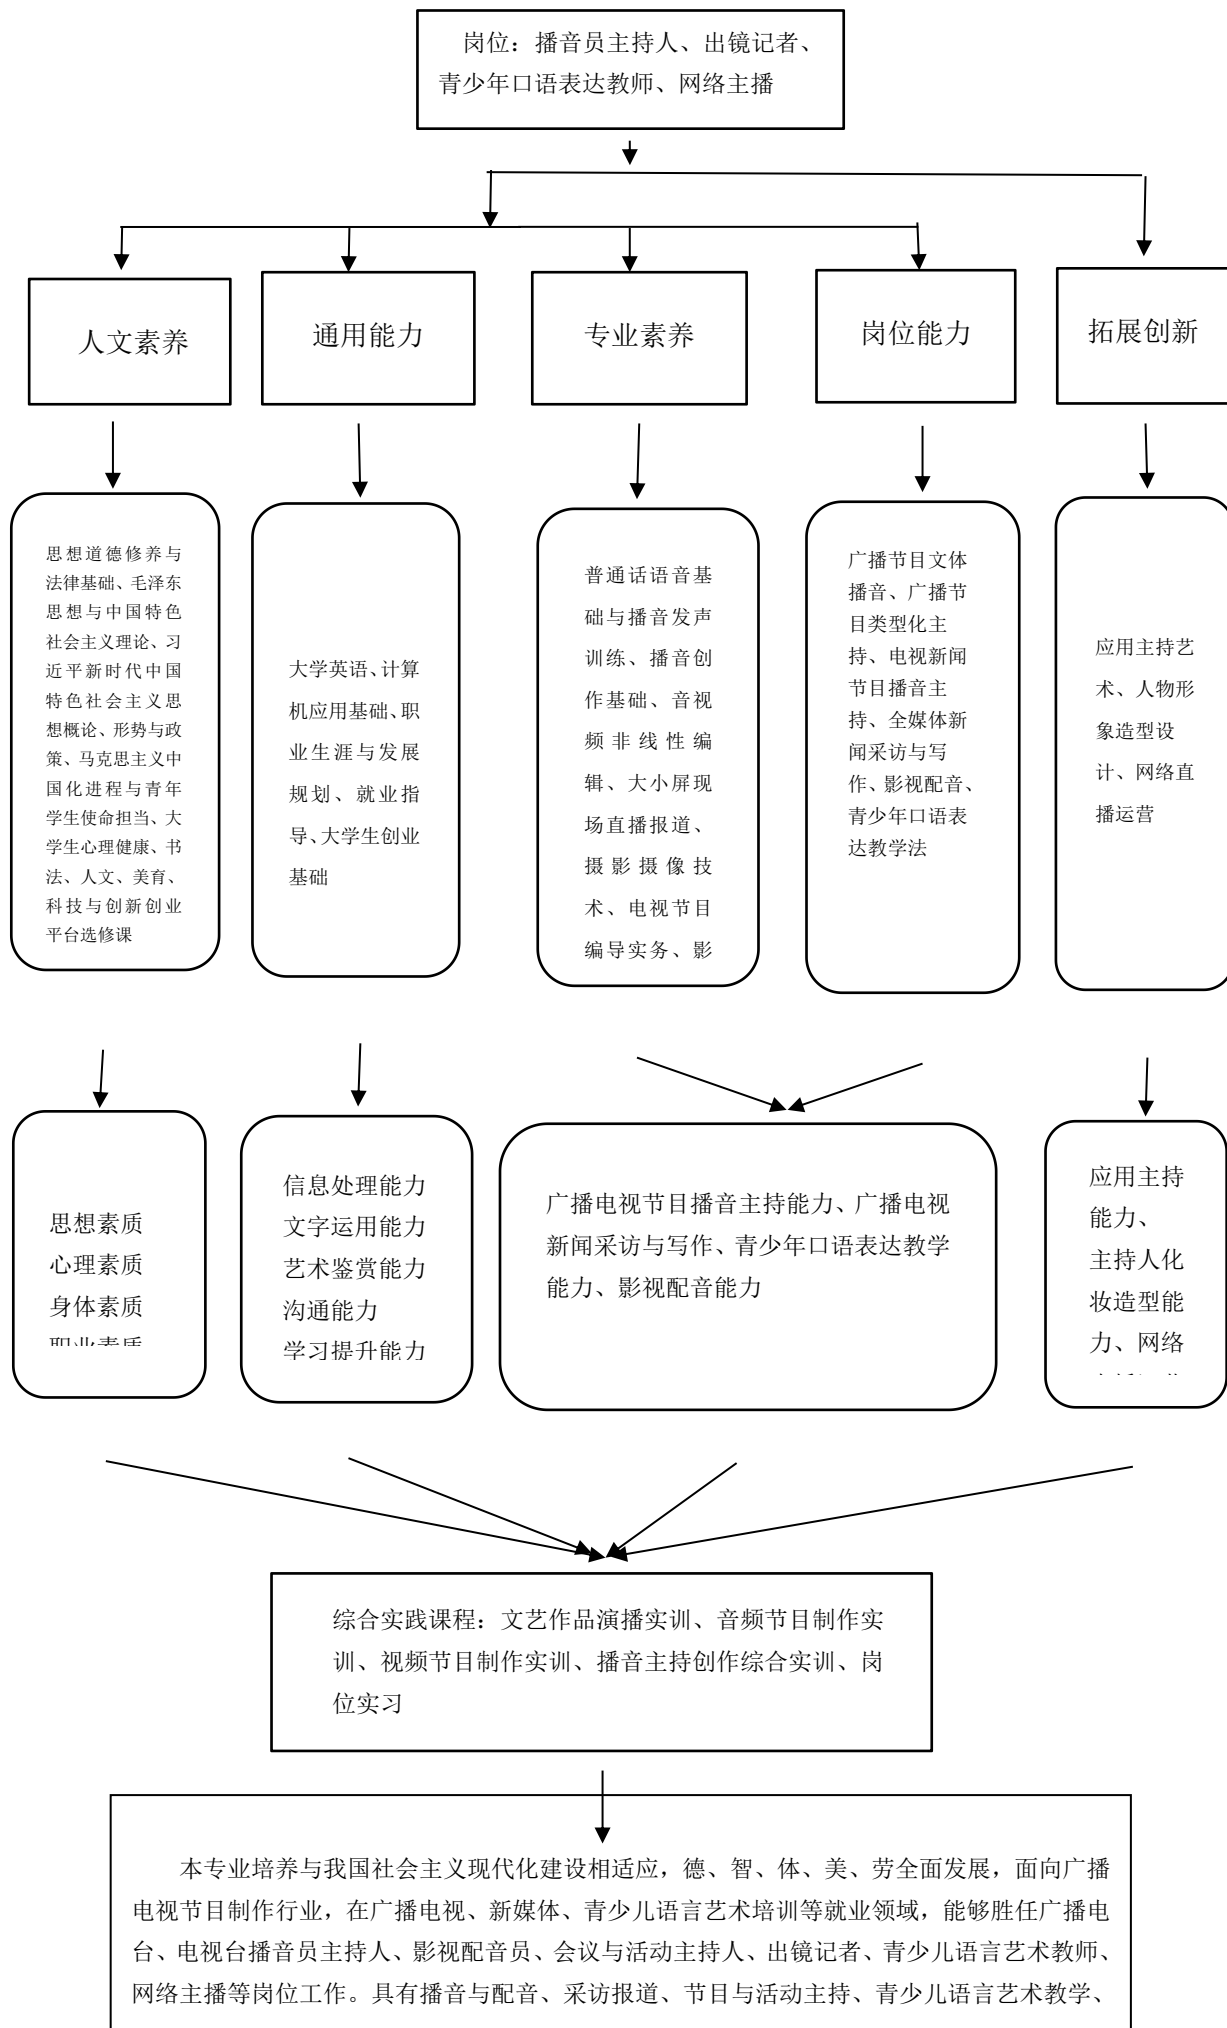 岗位：播音员主持人、出镜记者、
青少年口语表达教师、网络主播
人文素养
通用能力
专业素养
岗位能力
拓展创新
思想道德修养与
法律基础、毛泽东
思想与中国特色
社会主义理论、习
近平新时代中国
特色社会主义思
想概论、形势与政
策、马克思主义中
国化进程与青年
学生使命担当、大
学生心理健康、书
法、人文、美育、
科技与创新创业
平台选修课
大学英语、计算
机应用基础、职
业生涯与发展
规划、就业指
导、大学生创业
基础
普通话语音基
础与播音发声
训练、播音创
作基础、音视
频非线性编
辑、大小屏现
场直播报道、
摄影摄像技
术、电视节目
编导实务、影
广播节目文体
播音、广播节
目类型化主
持、电视新闻
节目播音主
持、全媒体新
闻采访与写
作、影视配音、
青少年口语表
达教学法
应用主持艺
术、人物形
象造型设
计、网络直
播运营
思想素质
心理素质
身体素质
职业素质
信息处理能力
文字运用能力
艺术鉴赏能力
沟通能力
学习提升能力
广播电视节目播音主持能力、广播电视
新闻采访与写作、青少年口语表达教学
能力、影视配音能力
应用主持
能力、
主持人化
妆造型能
力、网络
综合实践课程：文艺作品演播实训、音频节目制作实
训、视频节目制作实训、播音主持创作综合实训、岗
位实习
本专业培养与我国社会主义现代化建设相适应，德、智、体、美、劳全面发展，面向广播
电视节目制作行业，在广播电视、新媒体、青少儿语言艺术培训等就业领域，能够胜任广播电
台、电视台播音员主持人、影视配音员、会议与活动主持人、出镜记者、青少儿语言艺术教师、
网络主播等岗位工作。具有播音与配音、采访报道、节目与活动主持、青少儿语言艺术教学、